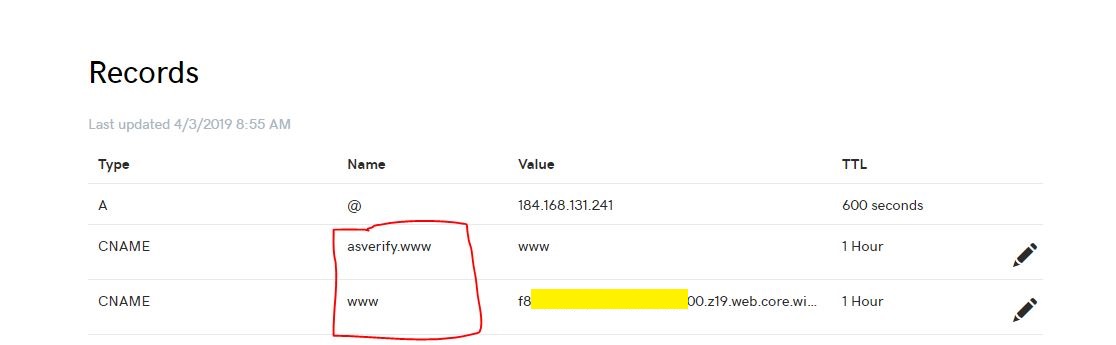 Records
Last updated 4/3/2019 8:55 AM
Type Name Value TTL
A @ 184.168.131.241 600 seconds
CNAME asverify.www www 1 Hour
CNAME www f8 00.z19.web.core.wi... 1 Hour